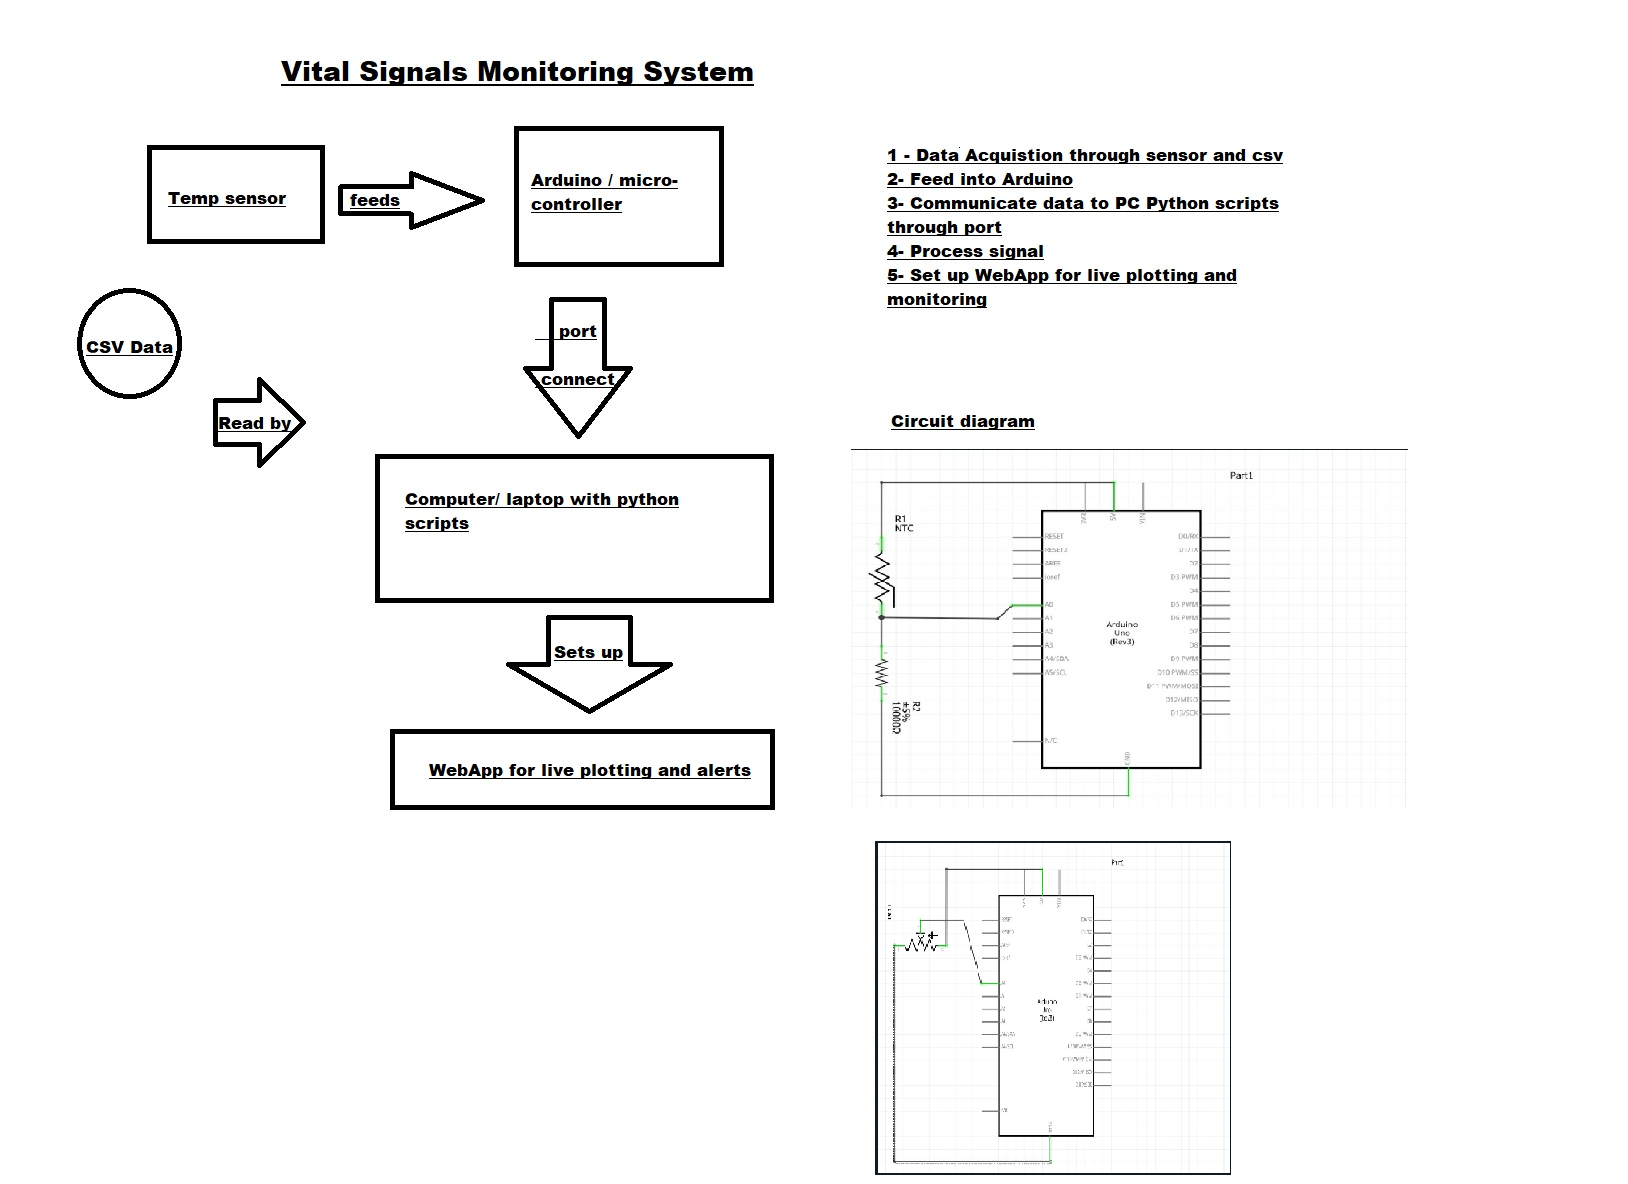 Vital Signals Monitoring System
Temp sensor
feeds
Arduino / micro-
controller
CSV Data
Read by
port
connect
Computer/ laptop with python
scripts
Sets up
WebApp for live plotting and alerts
1 - Data Acquistion through sensor and csv
2- Feed into Arduino
3- Communicate data to PC Python scripts
through port
4- Process signal
5- Set up WebApp for live plotting and
monitoring
Circuit diagram
Part1
R1
NTC
3V3
5V
VIN
RESET
RESET2
AREF
ioref
A0
A1
A2
A3
A4/SDA
A5/SCL
N/C
Arduino
Uno
(Rev3)
D0/RX
D1/TX
D2
D3 PWM
D4
D5 PWM
D6 PWM
D7
D8
D9 PWM
D10 PWM/SS
D11 PWM/MOSI
D12/MISO
D13/SCK
GND
R2
±5%